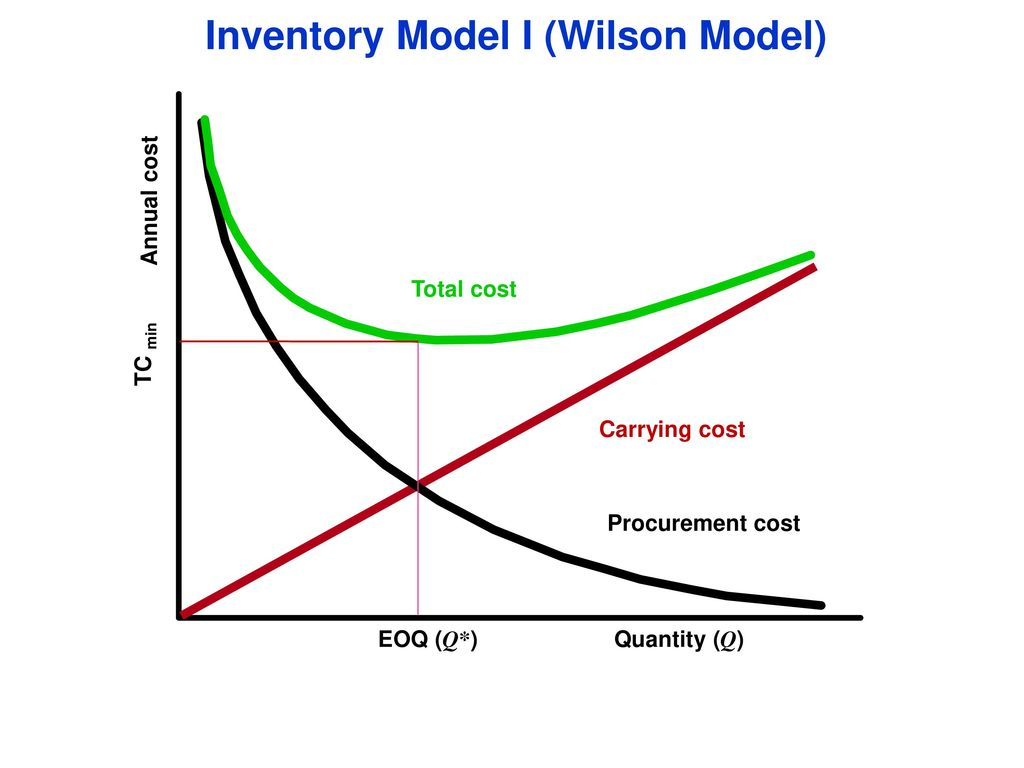 Inventory Model I (Wilson Model)
Annual cost
Total cost
TC min
Carrying cost
Procurement cost
EOQ (Q*)
Quantity (Q)